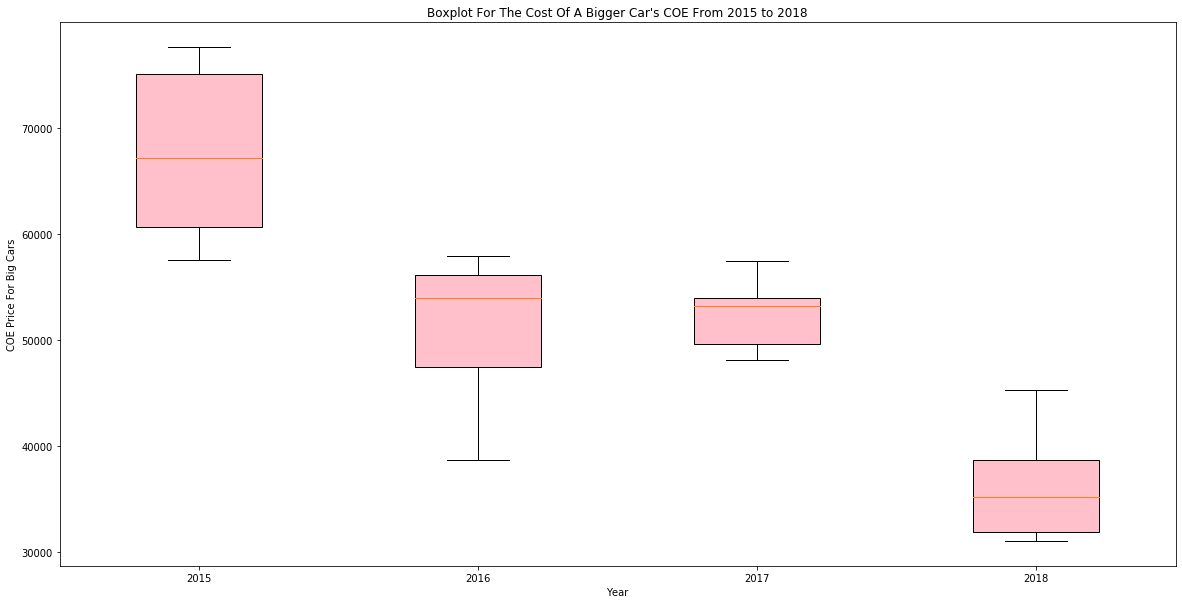 Boxplot For The Cost Of A Bigger Car's COE From 2015 to 2018
COE Price For Big Cars
70000
60000
50000
40000
30000
2015 2016 2017 2018
Year